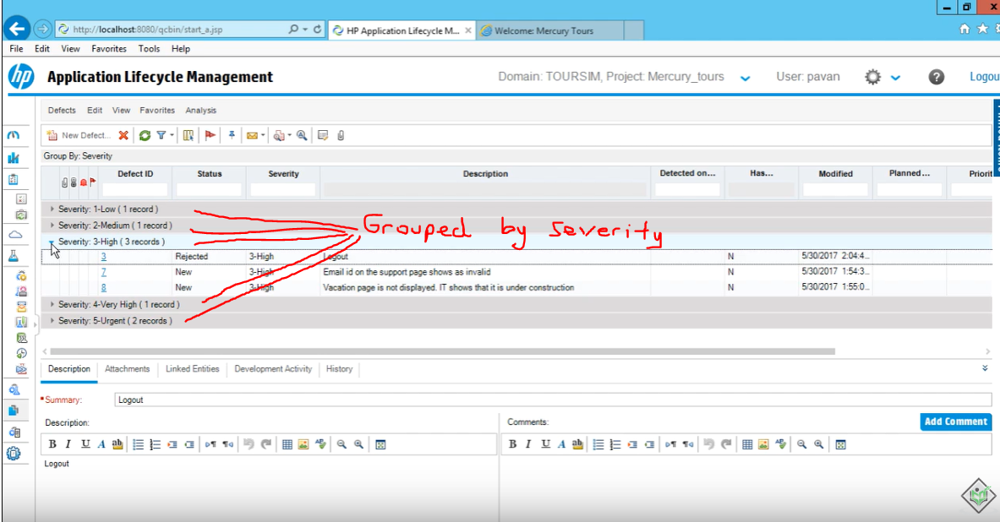 http://localhost:8080/qcbin/start_a.jsp
HP Application Lifecycle M...
Welcome: Mercury Tours
File Edit View Favorites Tools Help
hp
Application Lifecycle Management
Domain: TOURSIM, Project: Mercury_tours
User: pavan
Logou
Defects Edit View Favorites Analysis
New Defect...
Group By: Severity
Defect ID Status Severity Description Detected on... Has... Modified Planned... Priorit
Severity: 1-Low ( 1 record )
Severity: 2-Medium ( 1 record )
Grouped by Severity
Severity: 3-High ( 3 records )
3 Rejected 3-High Logout N 5/30/2017 2:04:4...
7 New 3-High Email id on the support page shows as invalid N 5/30/2017 1:54:3...
8 New 3-High Vacation page is not displayed. IT shows that it is under construction N 5/30/2017 1:55:0...
Severity: 4-Very High ( 1 record )
Severity: 5-Urgent ( 2 records )
Description Attachments Linked Entities Development Activity History
Summary: Logout
Description:
Comments:
Add Comment
B I U A ab
B I U A ab
Logout